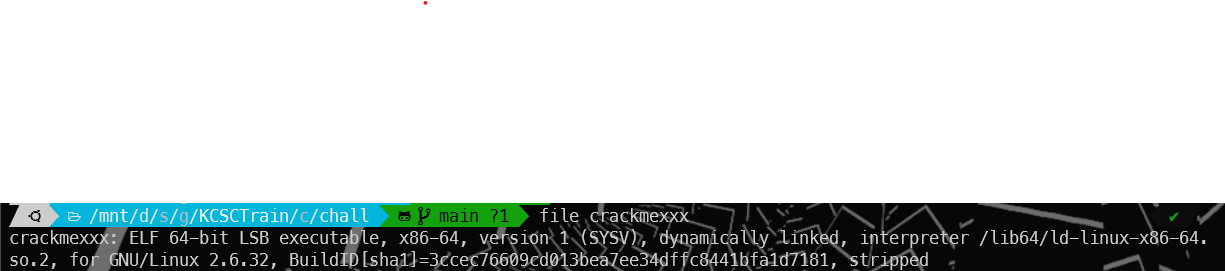 /mnt/d/s/g/KCSCTrain/c/chall main ?1 file crackmexxx ✔
crackmexxx: ELF 64-bit LSB executable, x86-64, version 1 (SYSV), dynamically linked, interpreter /lib64/ld-linux-x86-64.
so.2, for GNU/Linux 2.6.32, BuildID[sha1]=3ccec76609cd013bea7ee34dffc8441bfa1d7181, stripped